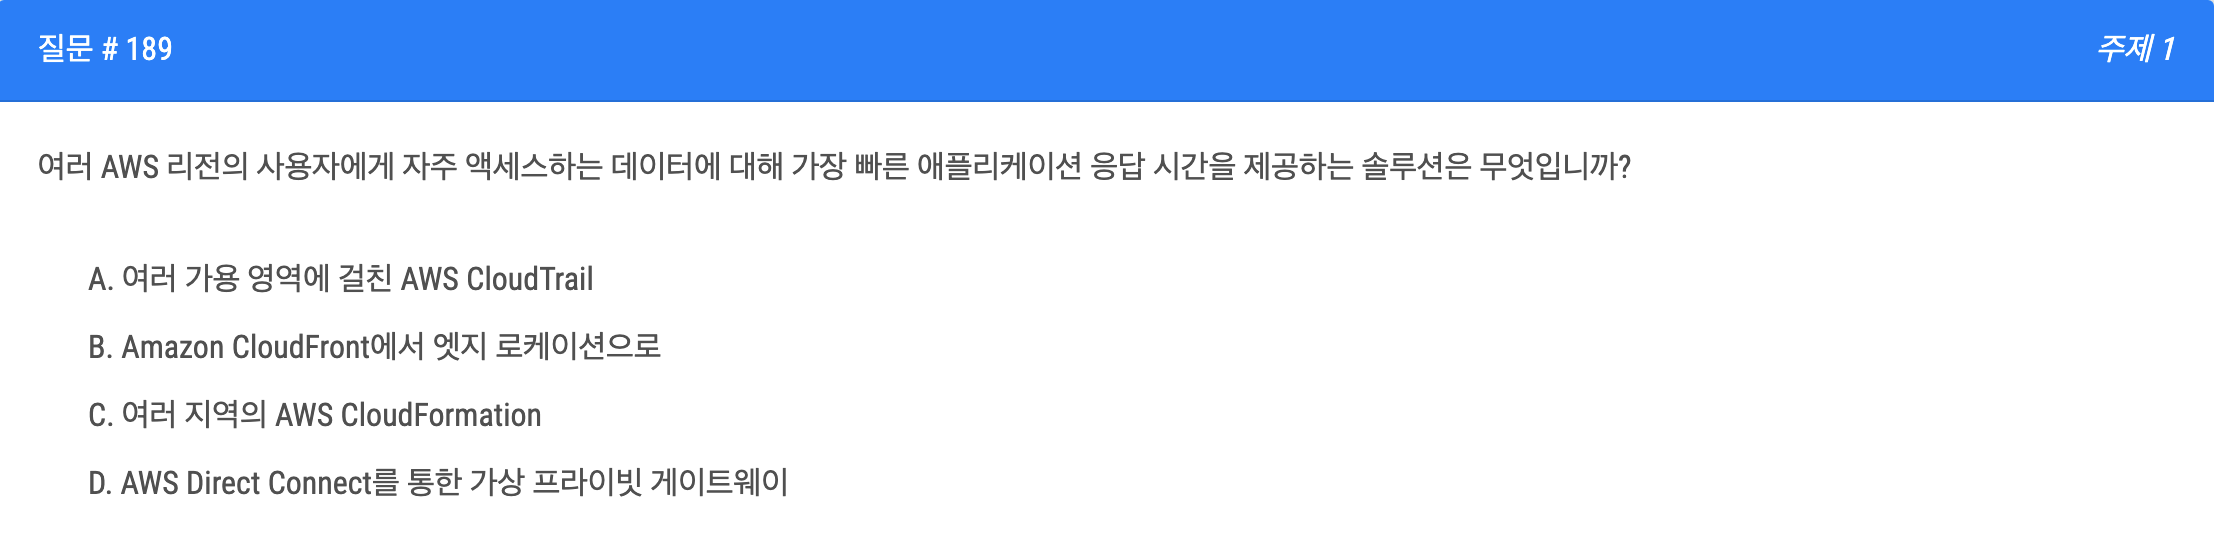 질문 # 189
주제 1
여러 AWS 리전의 사용자에게 자주 액세스하는 데이터에 대해 가장 빠른 애플리케이션 응답 시간을 제공하는 솔루션은 무엇입니까?
A. 여러 가용 영역에 걸친 AWS CloudTrail
B. Amazon CloudFront에서 엣지 로케이션으로
C. 여러 지역의 AWS CloudFormation
D. AWS Direct Connect를 통한 가상 프라이빗 게이트웨이